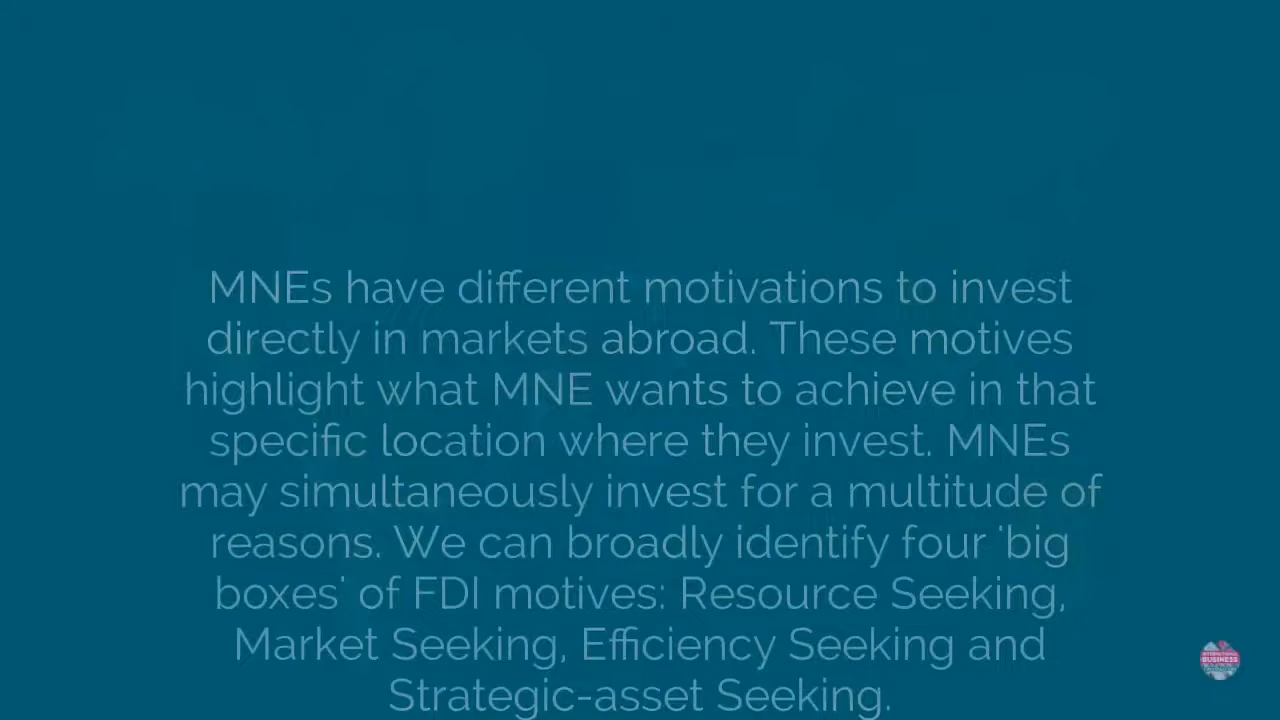 MNEs have different motivations to invest
directly in markets abroad. These motives
highlight what MNE wants to achieve in that
specific location where they invest. MNEs
may simultaneously invest for a multitude of
reasons. We can broadly identify four 'big
boxes' of FDI motives: Resource Seeking,
Market Seeking, Efficiency Seeking and
Strategic-asset Seeking.
INTERNATIONAL
BUSINESS